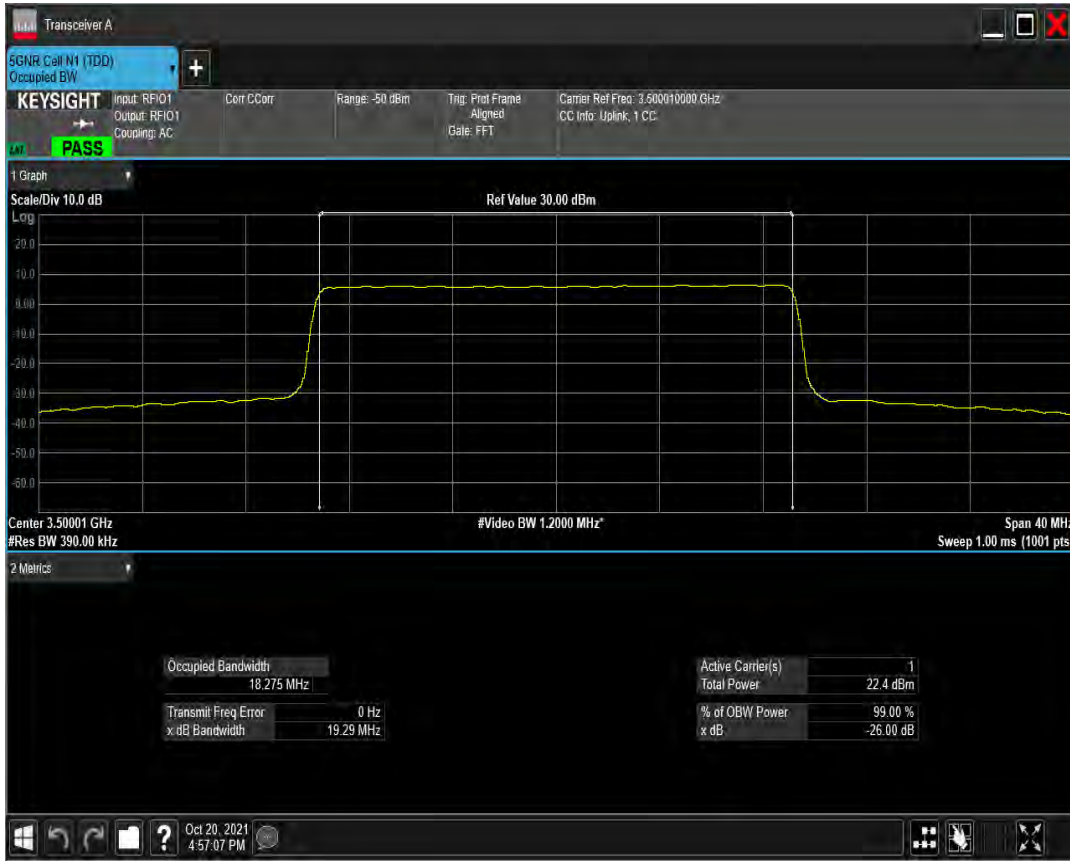 Transceiver A
5GNR Cell N1 (TDD)
Occupied BW
+
KEYSIGHT
Input: RFIO1
Output: RFIO1
Coupling: AC
Corr CCorr
Range: -50 dBm
Trig: Prot Frame
Aligned
Gate: FFT
Carrier Ref Freq: 3.500010000 GHz
CC Info: Uplink, 1 CC
PASS
1 Graph
Scale/Div 10.0 dB
Ref Value 30.00 dBm
Log
20.0
10.0
0.00
-10.0
-20.0
-30.0
-40.0
-50.0
-60.0
Center 3.50001 GHz
#Video BW 1.2000 MHz*
Span 40 MHz
#Res BW 390.00 kHz
Sweep 1.00 ms (1001 pts
2 Metrics
Occupied Bandwidth
18.275 MHz
Transmit Freq Error 0 Hz
x dB Bandwidth 19.29 MHz
Active Carrier(s) 1
Total Power 22.4 dBm
% of OBW Power 99.00 %
x dB -26.00 dB
?
Oct 20, 2021
4:57:07 PM